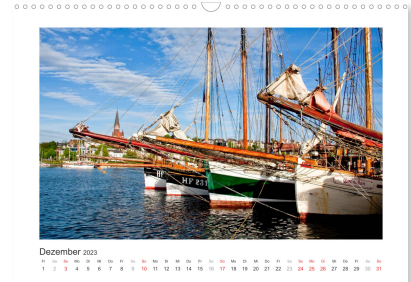 HF 231
Dezember 2023
Fr Sa So Mo Di Mi Do Fr Sa So Mo Di Mi Do Fr Sa So Mo Di Mi Do Fr Sa So Mo Di Mi Do Fr Sa So
1 2 3 4 5 6 7 8 9 10 11 12 13 14 15 16 17 18 19 20 21 22 23 24 25 26 27 28 29 30 31